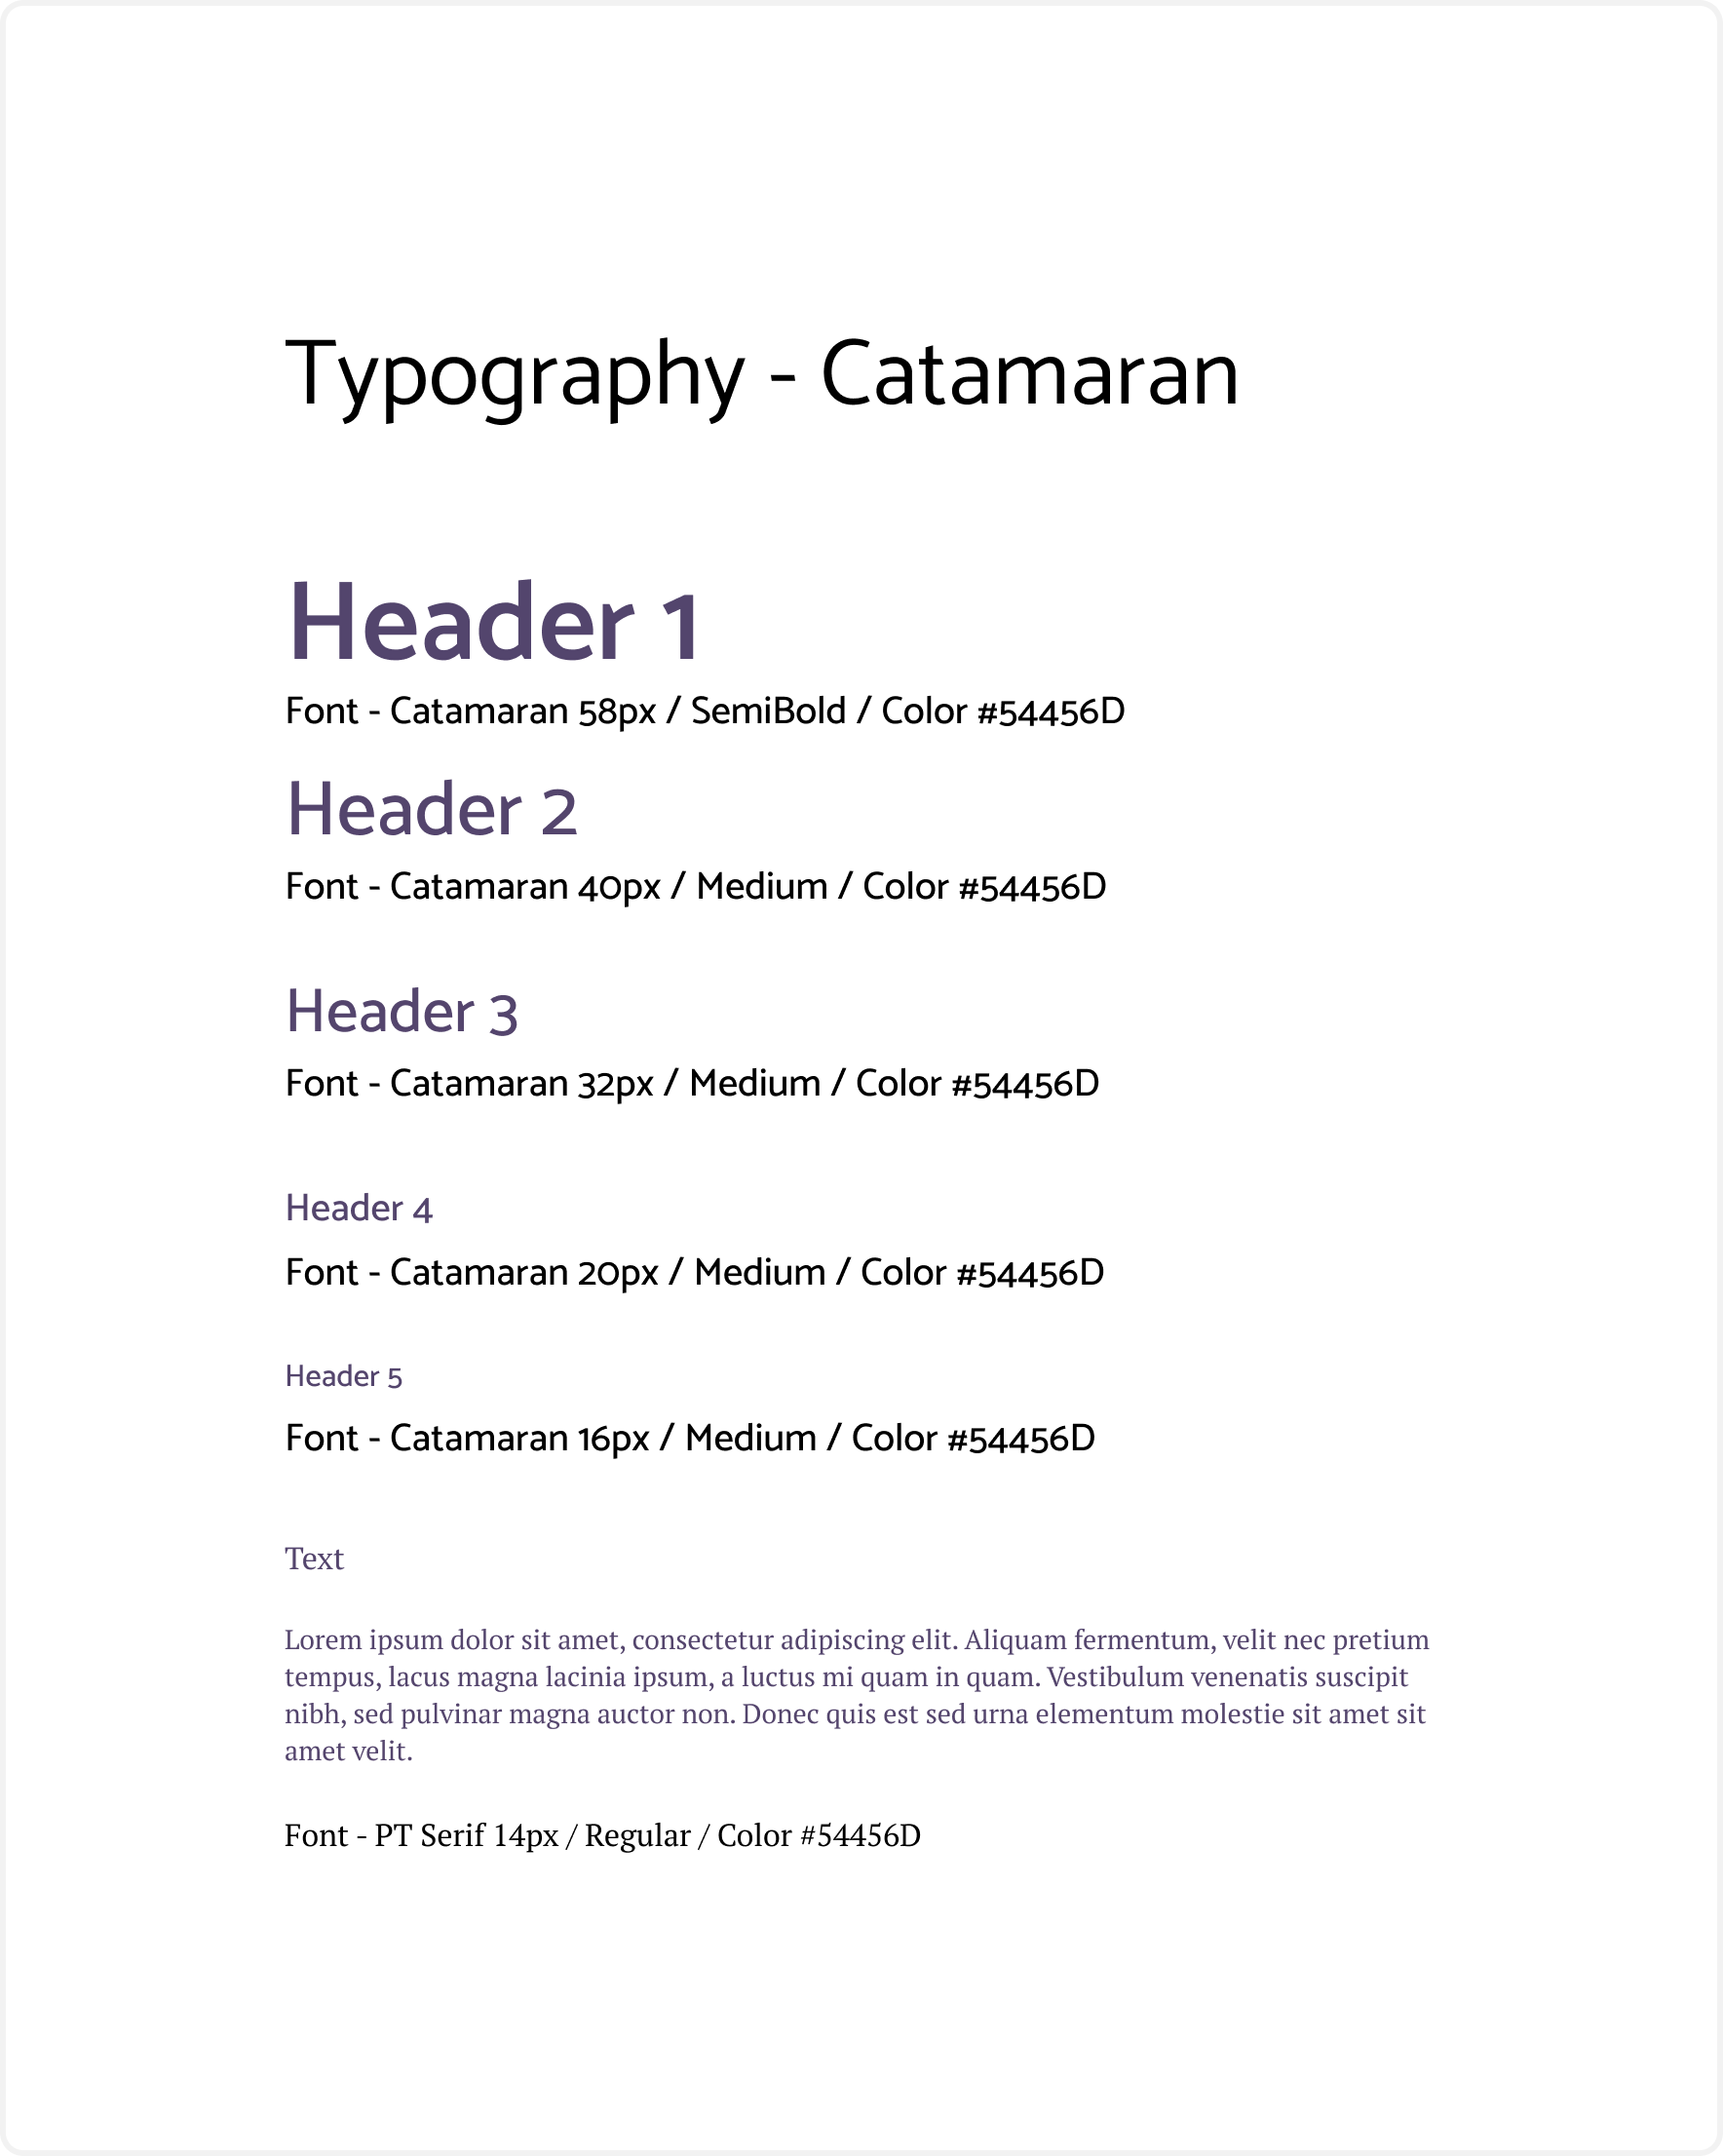 Typography - Catamaran
Header 1
Font - Catamaran 58px / SemiBold / Color #54456D
Header 2
Font - Catamaran 40px / Medium / Color #54456D
Header 3
Font - Catamaran 32px / Medium / Color #54456D
Header 4
Font - Catamaran 20px / Medium / Color #54456D
Header 5
Font - Catamaran 16px / Medium / Color #54456D
Text
Lorem ipsum dolor sit amet, consectetur adipiscing elit. Aliquam fermentum, velit nec pretium
tempus, lacus magna lacinia ipsum, a luctus mi quam in quam. Vestibulum venenatis suscipit
nibh, sed pulvinar magna auctor non. Donec quis est sed urna elementum molestie sit amet sit
amet velit.
Font - PT Serif 14px / Regular / Color #54456D